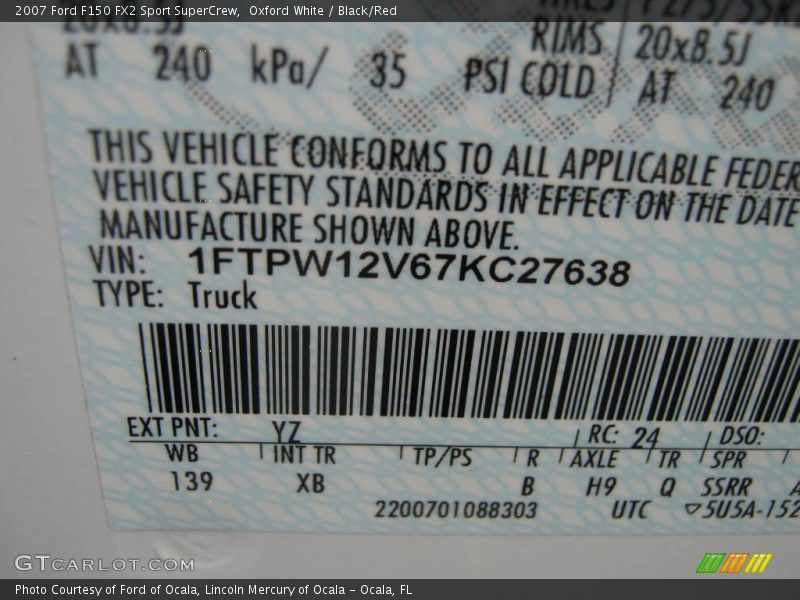 2007 Ford F150 FX2 Sport SuperCrew,  Oxford White / Black/Red
RIMS 20x8.5J
AT 240 kPa/ 35 PSI COLD AT 240
THIS VEHICLE CONFORMS TO ALL APPLICABLE FEDER
VEHICLE SAFETY STANDARDS IN EFFECT ON THE DATE
MANUFACTURE SHOWN ABOVE.
VIN: 1FTPW12V67KC27638
TYPE: Truck
EXT PNT: YZ RC: 24 DSO:
WB INT TR TP/PS R AXLE TR SPR
139 XB B H9 Q SSRR
2200701088303 UTC ▽5U5A-152
GTCarLot.com
Photo Courtesy of Ford of Ocala, Lincoln Mercury of Ocala - Ocala, FL